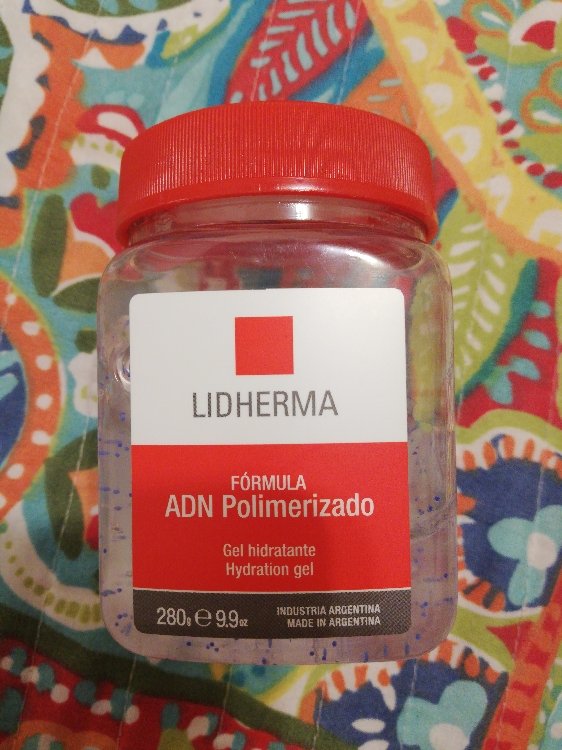 LIDHERMA
FÓRMULA
ADN Polimerizado
Gel hidratante
Hydration gel
280g ℮ 9.9oz
INDUSTRIA ARGENTINA
MADE IN ARGENTINA